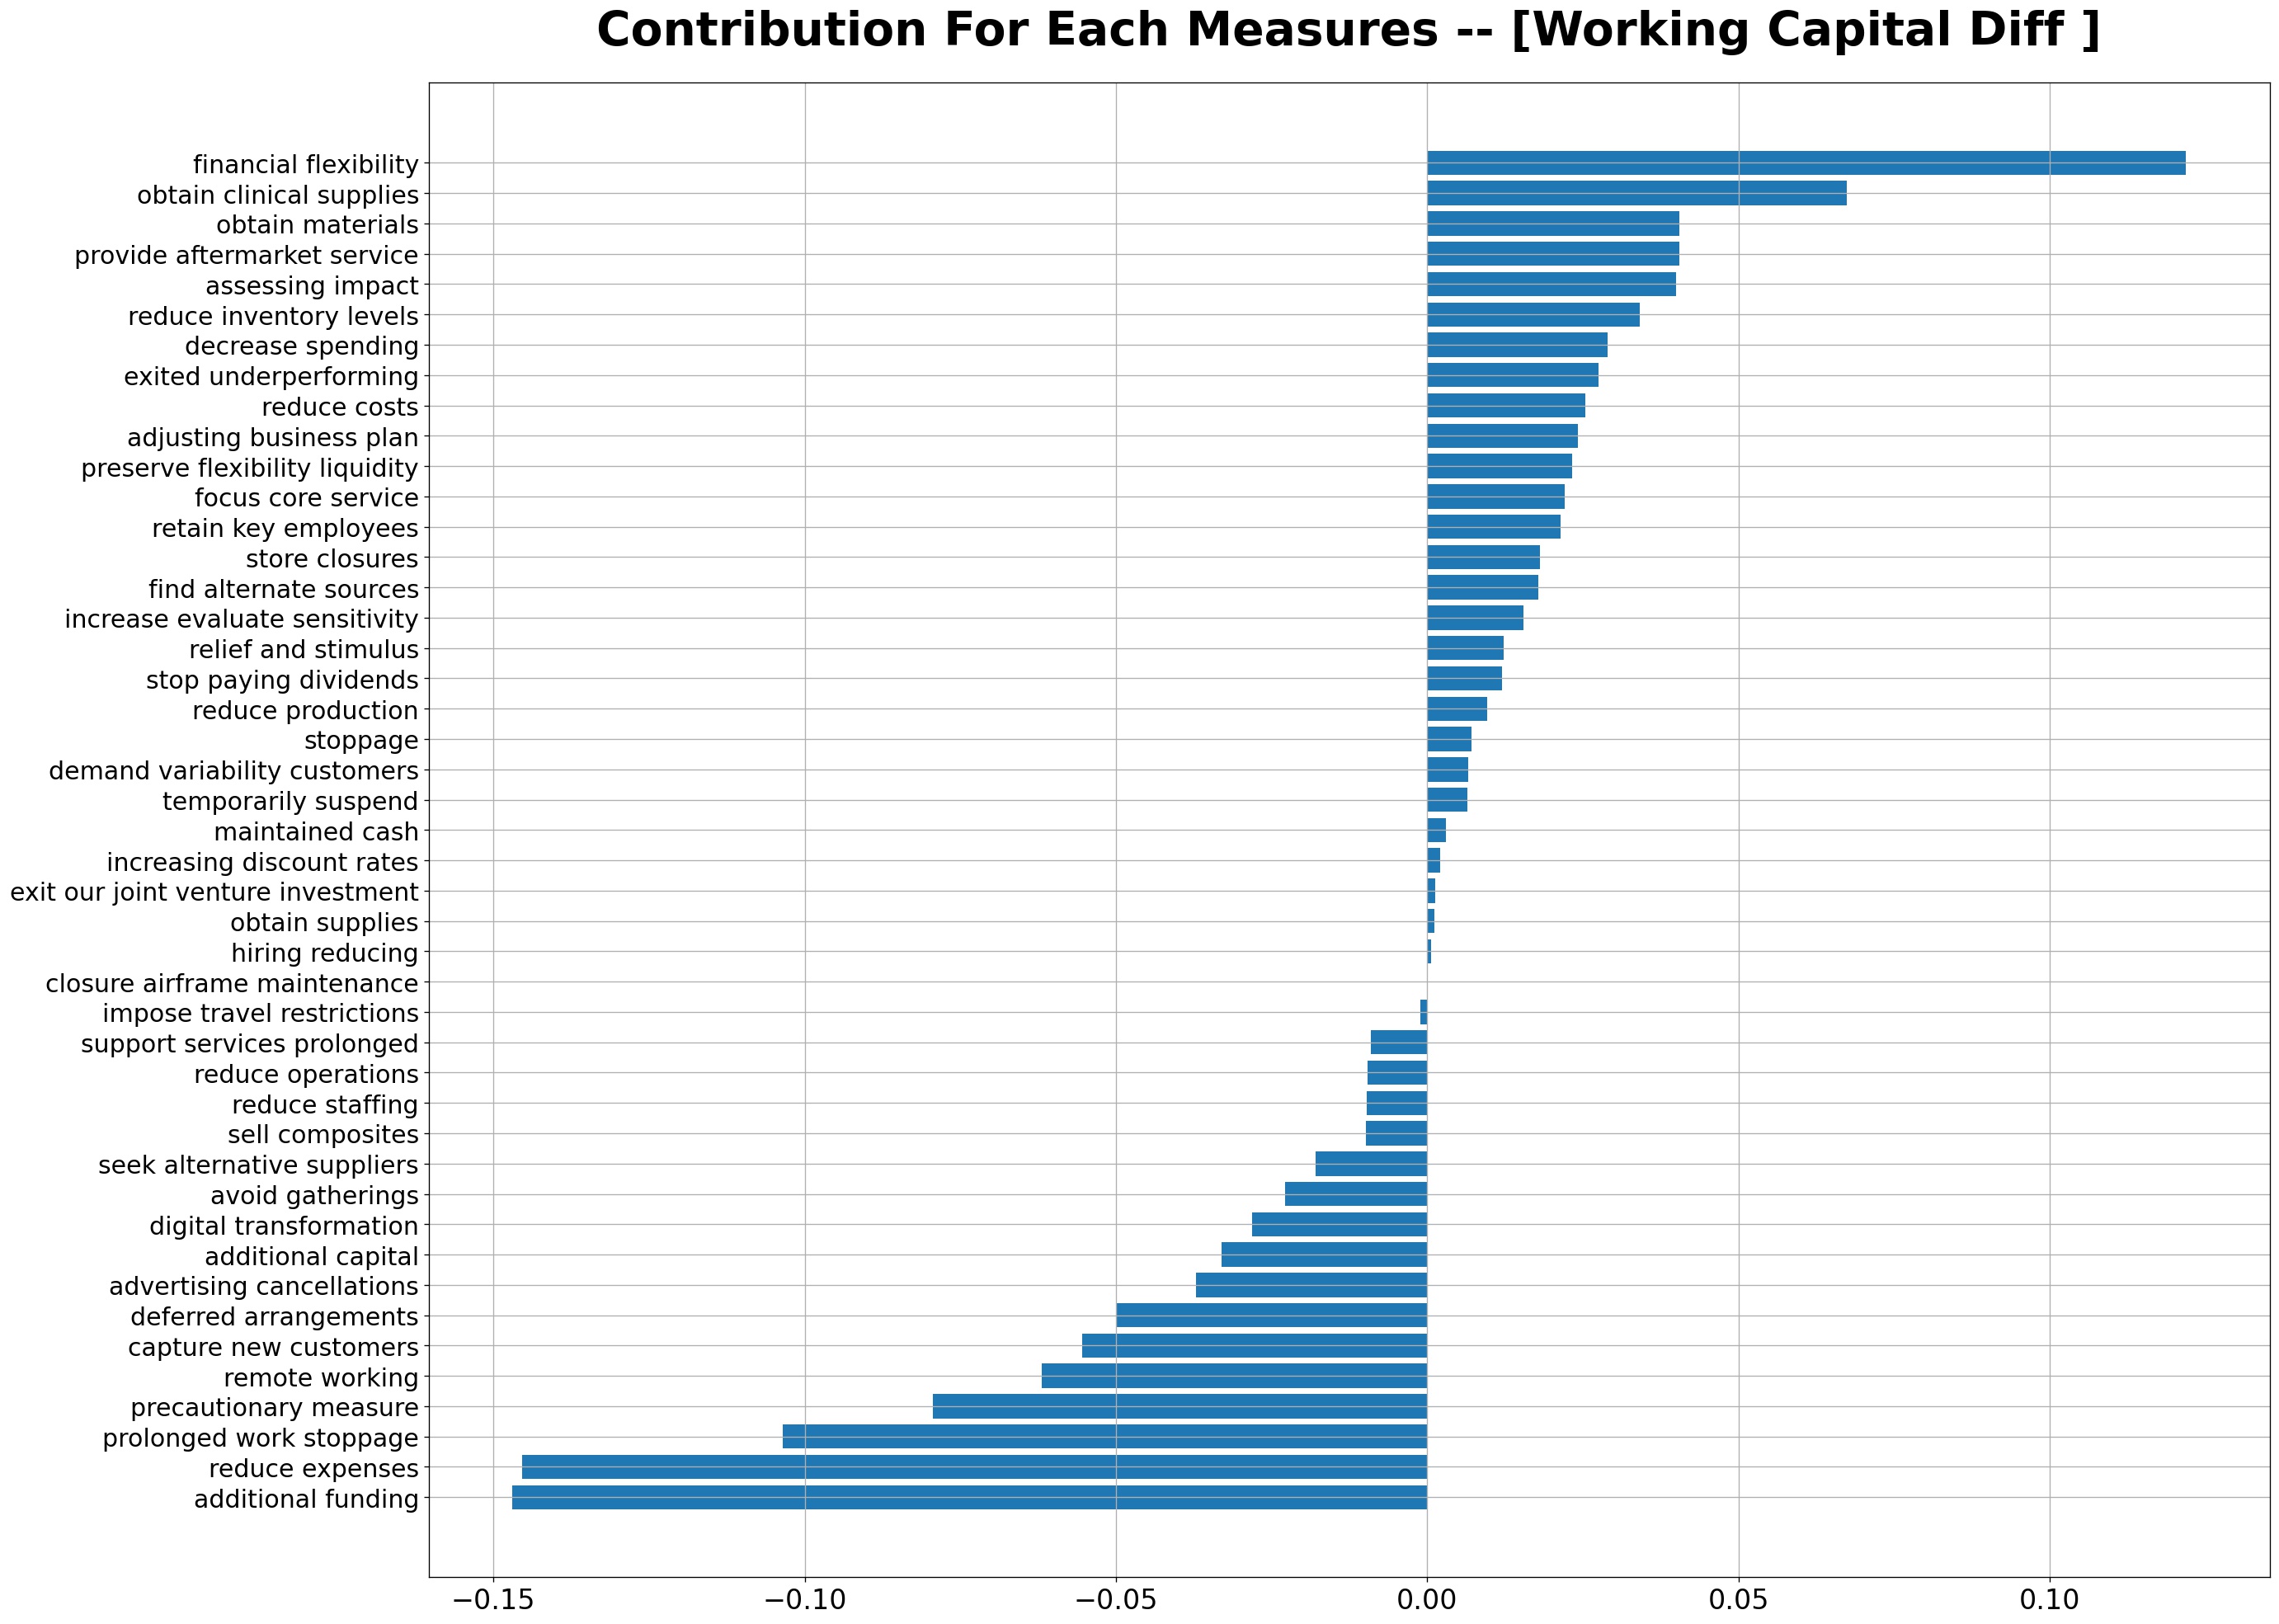 Contribution For Each Measures -- [Working Capital Diff ]
financial flexibility
obtain clinical supplies
obtain materials
provide aftermarket service
assessing impact
reduce inventory levels
decrease spending
exited underperforming
reduce costs
adjusting business plan
preserve flexibility liquidity
focus core service
retain key employees
store closures
find alternate sources
increase evaluate sensitivity
relief and stimulus
stop paying dividends
reduce production
stoppage
demand variability customers
temporarily suspend
maintained cash
increasing discount rates
exit our joint venture investment
obtain supplies
hiring reducing
closure airframe maintenance
impose travel restrictions
support services prolonged
reduce operations
reduce staffing
sell composites
seek alternative suppliers
avoid gatherings
digital transformation
additional capital
advertising cancellations
deferred arrangements
capture new customers
remote working
precautionary measure
prolonged work stoppage
reduce expenses
additional funding
−0.15 −0.10 −0.05 0.00 0.05 0.10